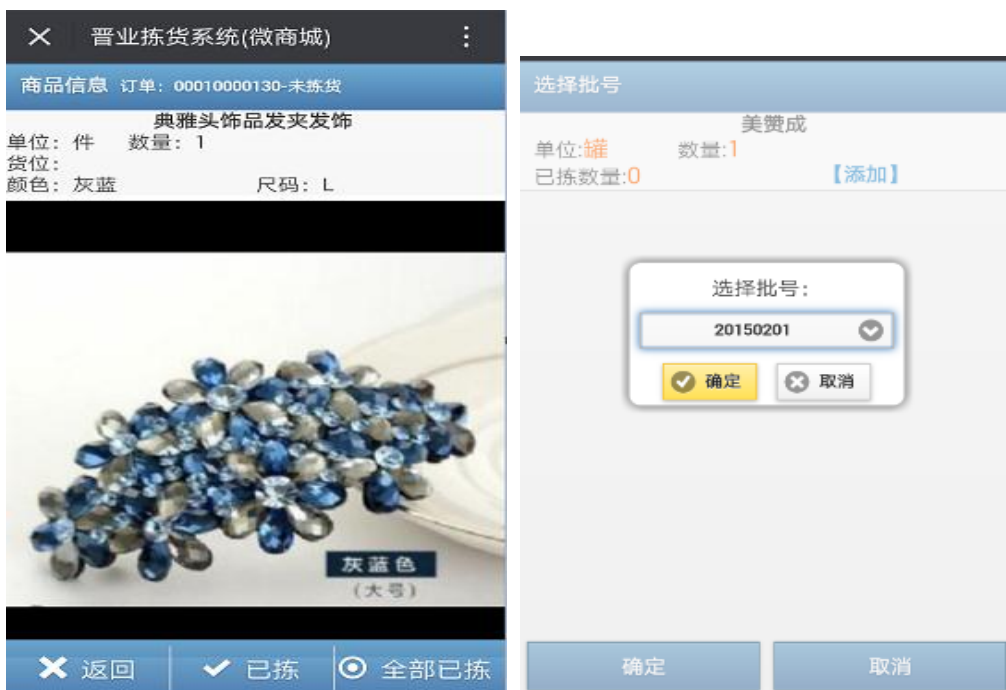 晋业拣货系统(微商城)
商品信息 订单: 00010000130-未拣货
典雅头饰品发夹发饰
单位: 件 数量: 1
货位:
颜色: 灰蓝 尺码: L
灰蓝色
(大号)
返回 已拣 全部已拣
选择批号
美赞成
单位:罐 数量:1
已拣数量:0 【添加】
选择批号:
20150201
确定 取消
确定 取消